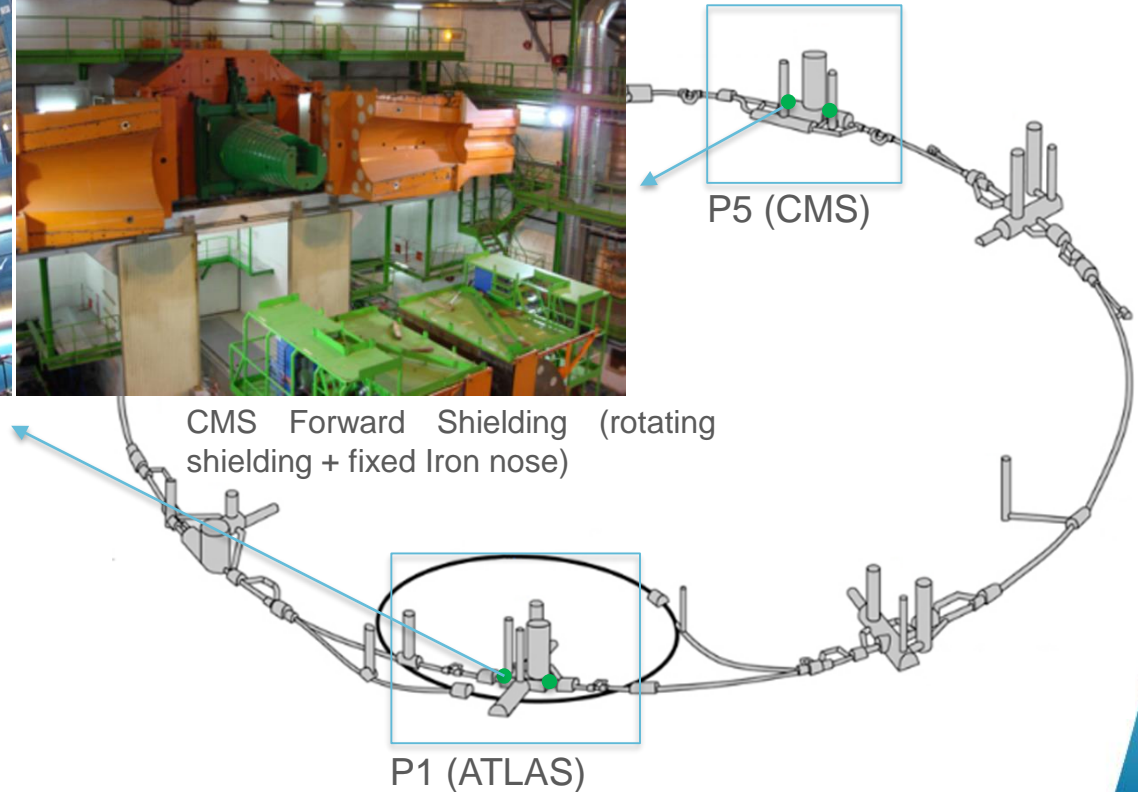 P5 (CMS)
CMS Forward Shielding (rotating
shielding + fixed Iron nose)
P1 (ATLAS)